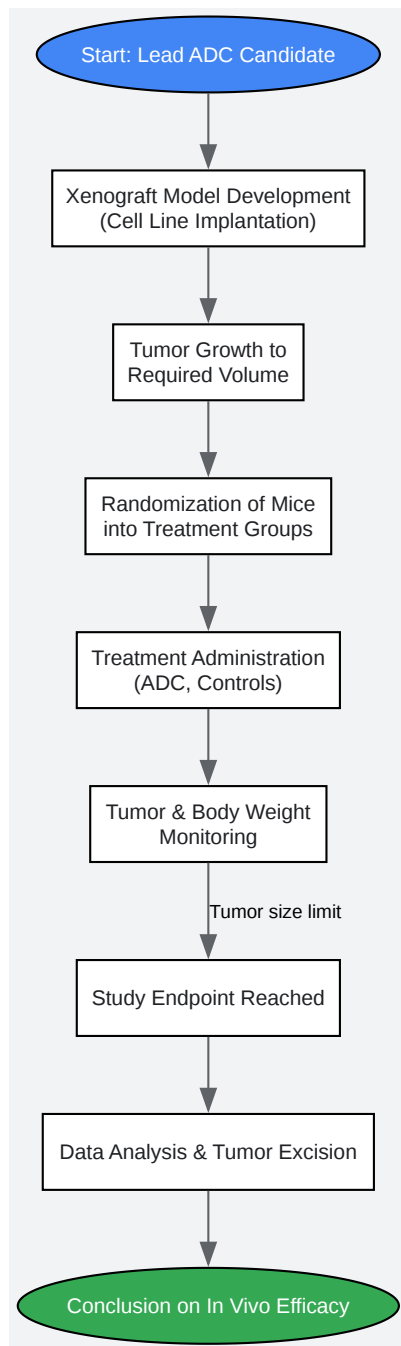 Start: Lead ADC Candidate
Xenograft Model Development
(Cell Line Implantation)
Tumor Growth to
Required Volume
Randomization of Mice
into Treatment Groups
Treatment Administration
(ADC, Controls)
Tumor & Body Weight
Monitoring
Tumor size limit
Study Endpoint Reached
Data Analysis & Tumor Excision
Conclusion on In Vivo Efficacy